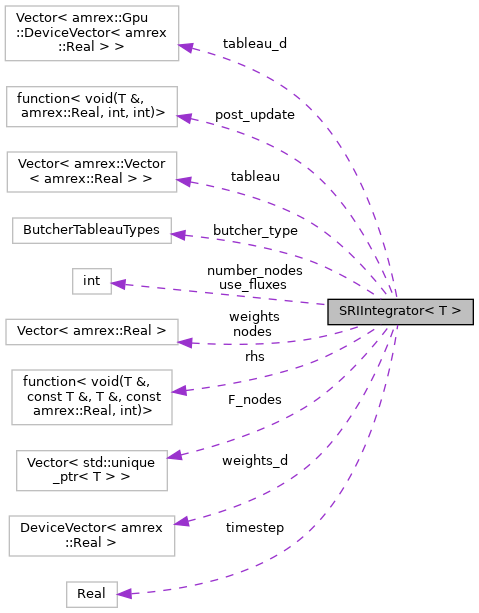 Vector< amrex::Gpu
::DeviceVector< amrex
::Real > >
tableau_d
function< void(T &,
amrex::Real, int, int)>
post_update
Vector< amrex::Vector
< amrex::Real > >
tableau
ButcherTableauTypes
butcher_type
int
number_nodes
use_fluxes
SRIIntegrator< T >
Vector< amrex::Real >
weights
nodes
rhs
function< void(T &,
const T &, T &, const
amrex::Real, int)>
F_nodes
Vector< std::unique
_ptr< T > >
weights_d
DeviceVector< amrex
::Real >
timestep
Real